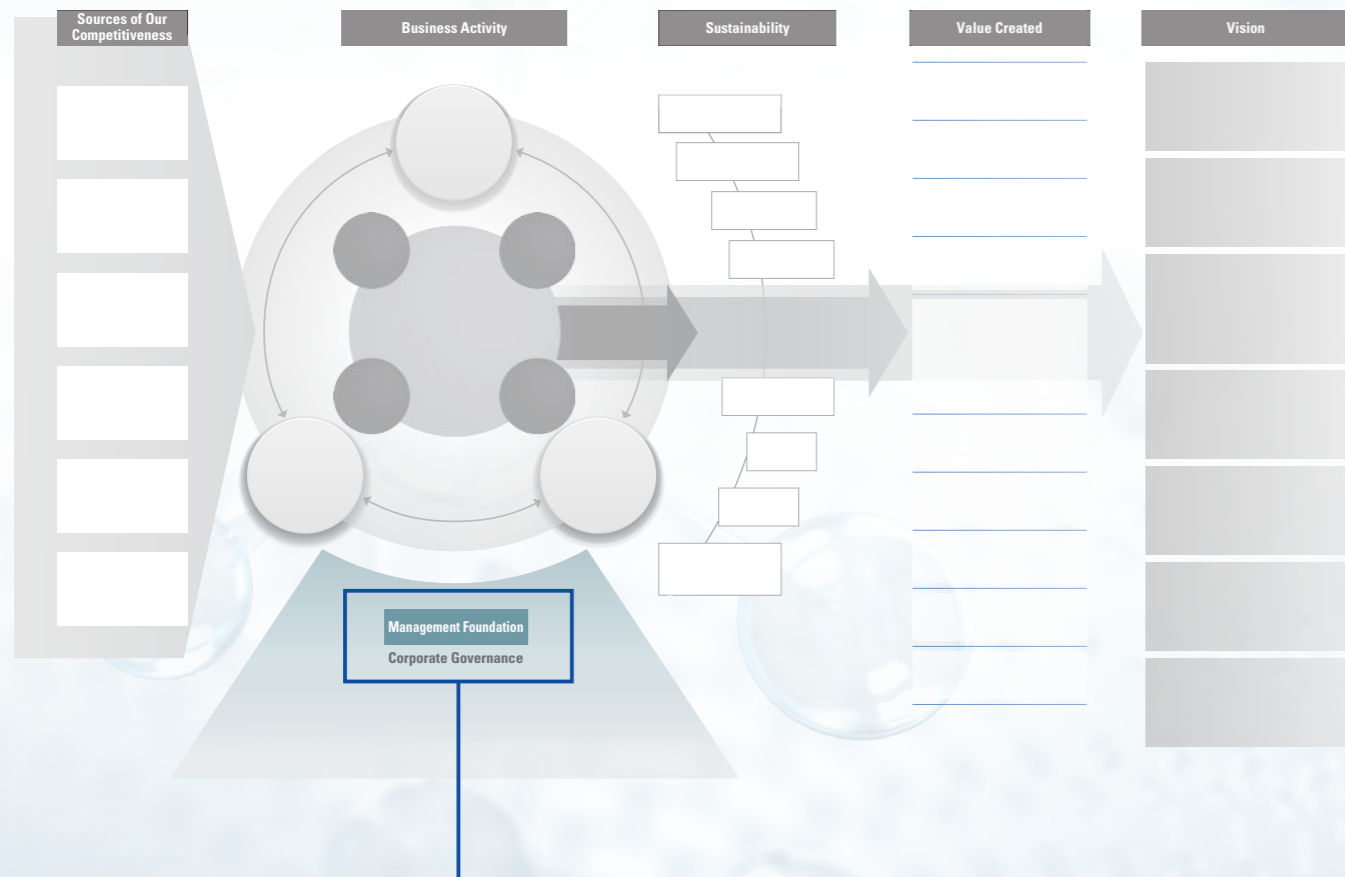 Sources of Our
Competitiveness
Business Activity
Sustainability
Value Created
Vision
Management Foundation
Corporate Governance